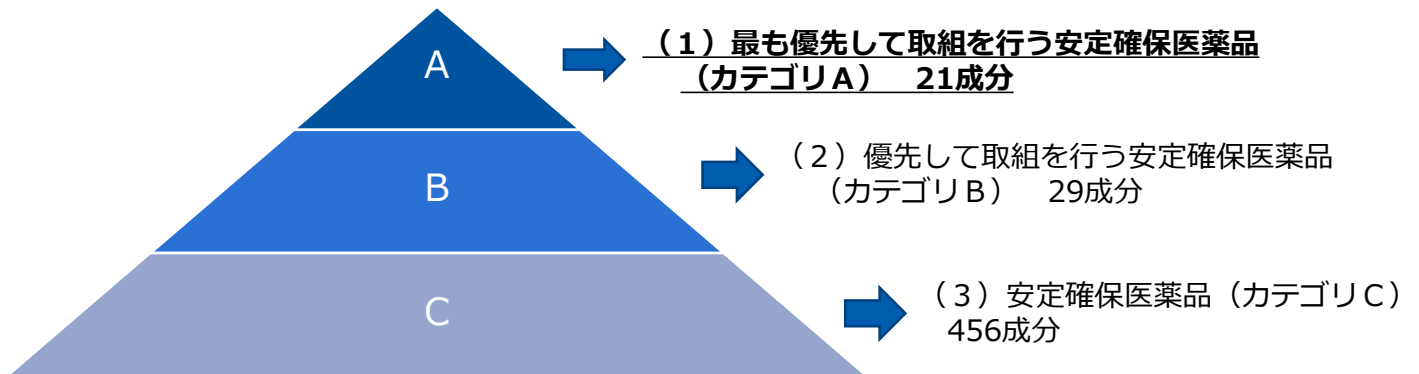 A
（１）最も優先して取組を行う安定確保医薬品
（カテゴリＡ）　21成分
B
（２）優先して取組を行う安定確保医薬品
（カテゴリＢ）　29成分
C
（３）安定確保医薬品（カテゴリＣ）
456成分